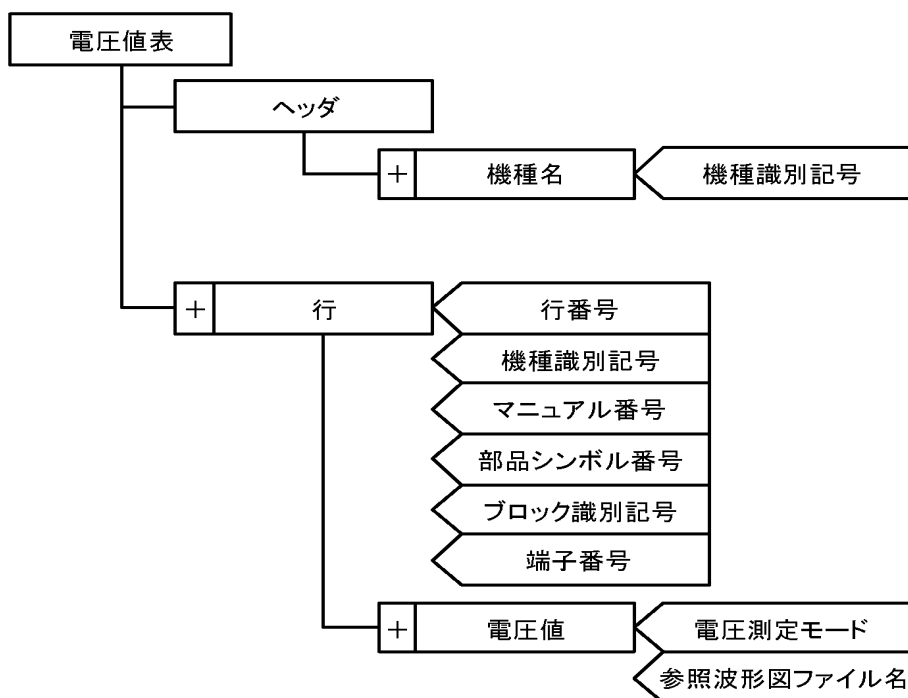 電圧値表
ヘッダ
+ 機種名 機種識別記号
+ 行 行番号
機種識別記号
マニュアル番号
部品シンボル番号
ブロック識別記号
端子番号
+ 電圧値 電圧測定モード
参照波形図ファイル名